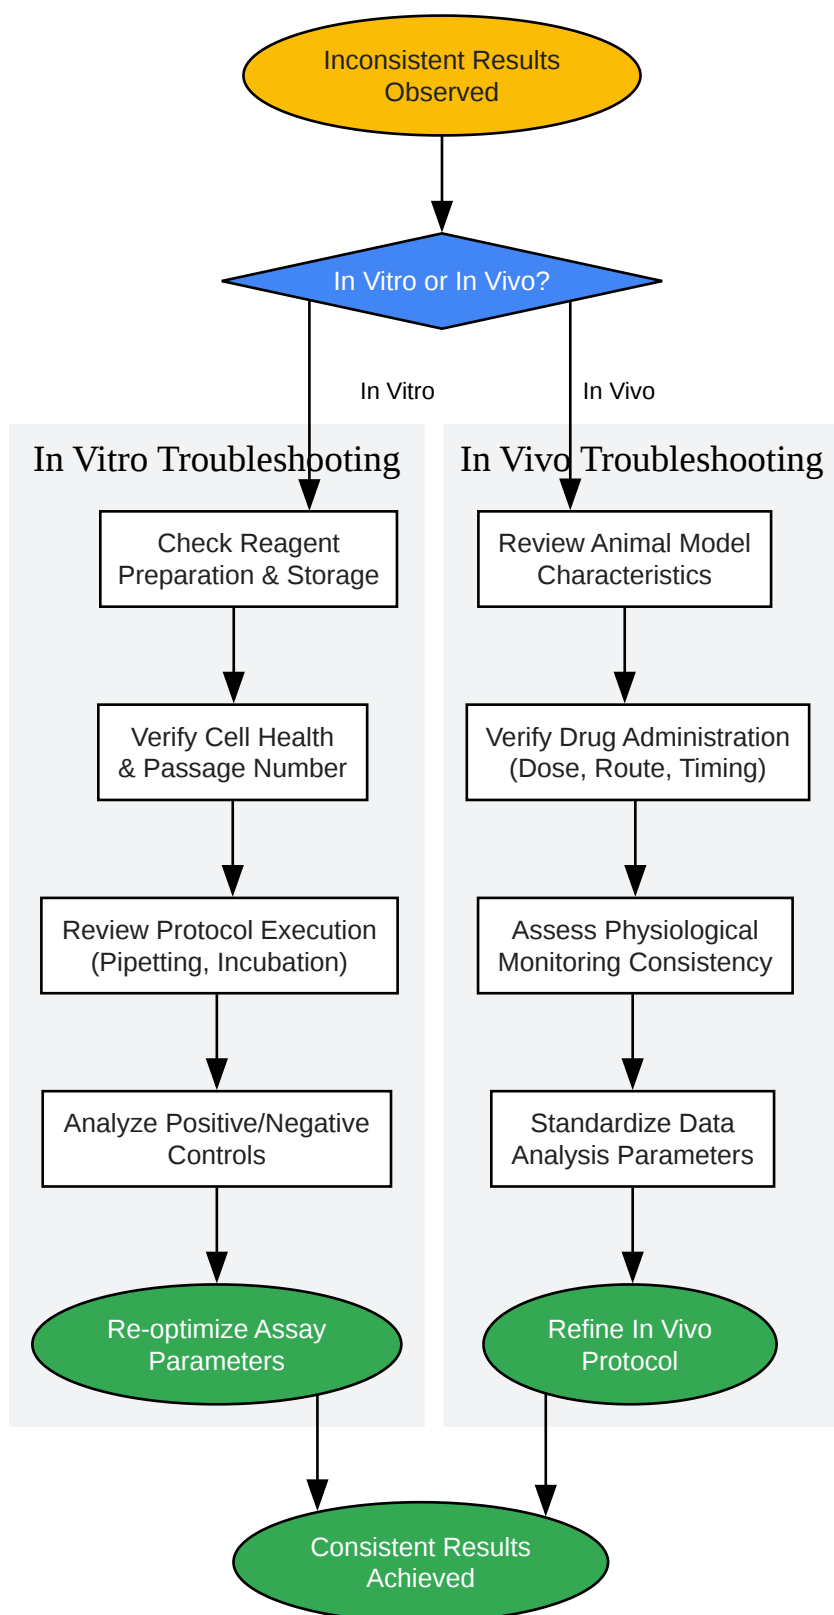 Inconsistent Results
Observed
In Vitro or In Vivo?
In Vitro
In Vivo
In Vitro Troubleshooting
Check Reagent
Preparation & Storage
Verify Cell Health
& Passage Number
Review Protocol Execution
(Pipetting, Incubation)
Analyze Positive/Negative
Controls
Re-optimize Assay
Parameters
In Vivo Troubleshooting
Review Animal Model
Characteristics
Verify Drug Administration
(Dose, Route, Timing)
Assess Physiological
Monitoring Consistency
Standardize Data
Analysis Parameters
Refine In Vivo
Protocol
Consistent Results
Achieved